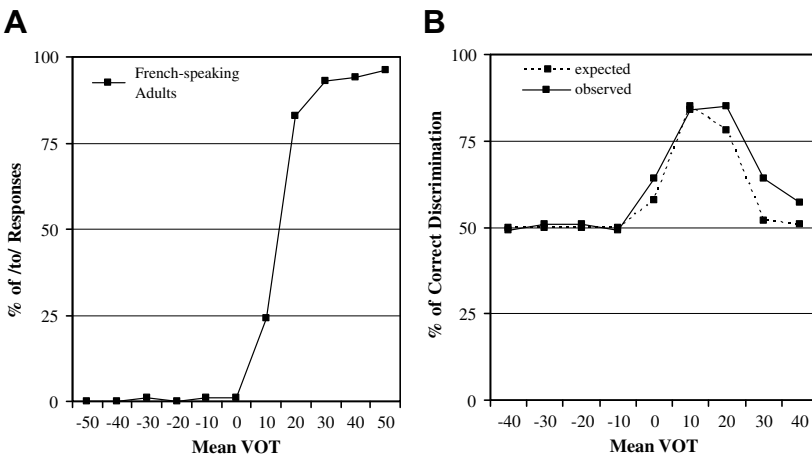 A
100
75
50
25
0
% of /to/ Responses
French-speaking
Adults
-50 -40 -30 -20 -10 0 10 20 30 40 50
Mean VOT
B
100
75
50
25
0
% of Correct Discrimination
expected
observed
-40 -30 -20 -10 0 10 20 30 40
Mean VOT